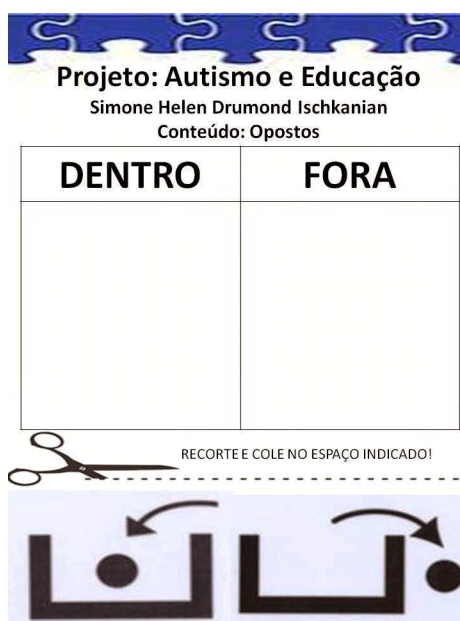 Projeto: Autismo e Educação
Simone Helen Drumond Ischkanian
Conteúdo: Opostos
DENTRO FORA
RECORTE E COLE NO ESPAÇO INDICADO!